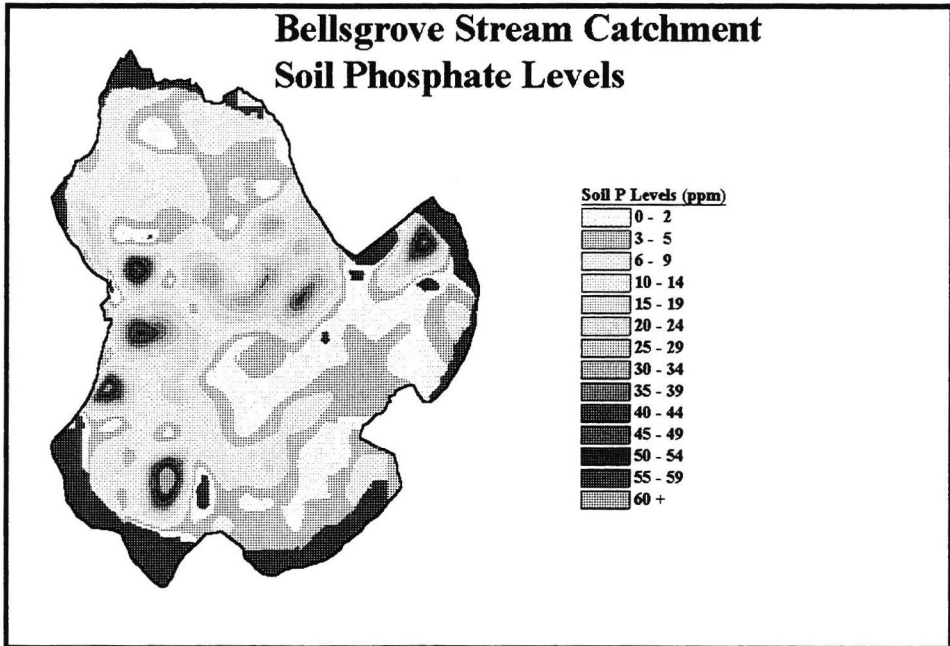 Bellsgrove Stream Catchment
Soil Phosphate Levels
Soil P Levels (ppm)
0 - 2
3 - 5
6 - 9
10 - 14
15 - 19
20 - 24
25 - 29
30 - 34
35 - 39
40 - 44
45 - 49
50 - 54
55 - 59
60 +